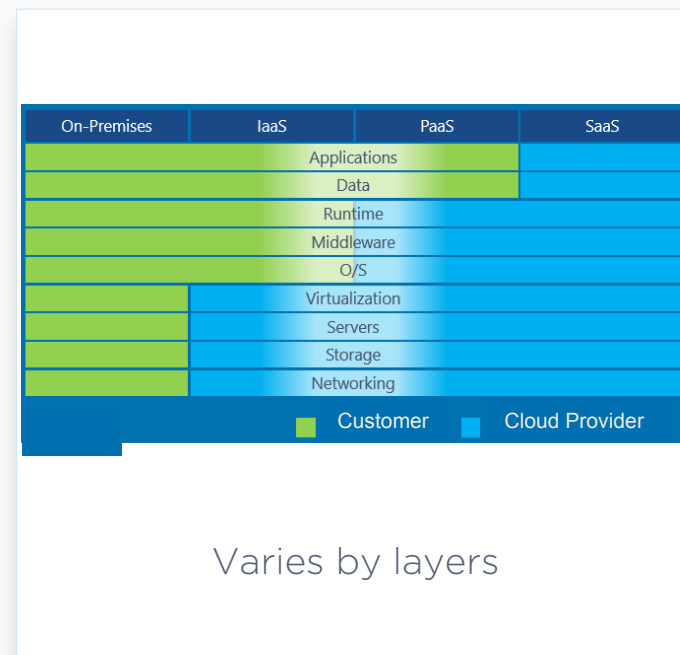 On-Premises IaaS PaaS SaaS
Applications
Data
Runtime
Middleware
O/S
Virtualization
Servers
Storage
Networking
Customer Cloud Provider
Varies by layers